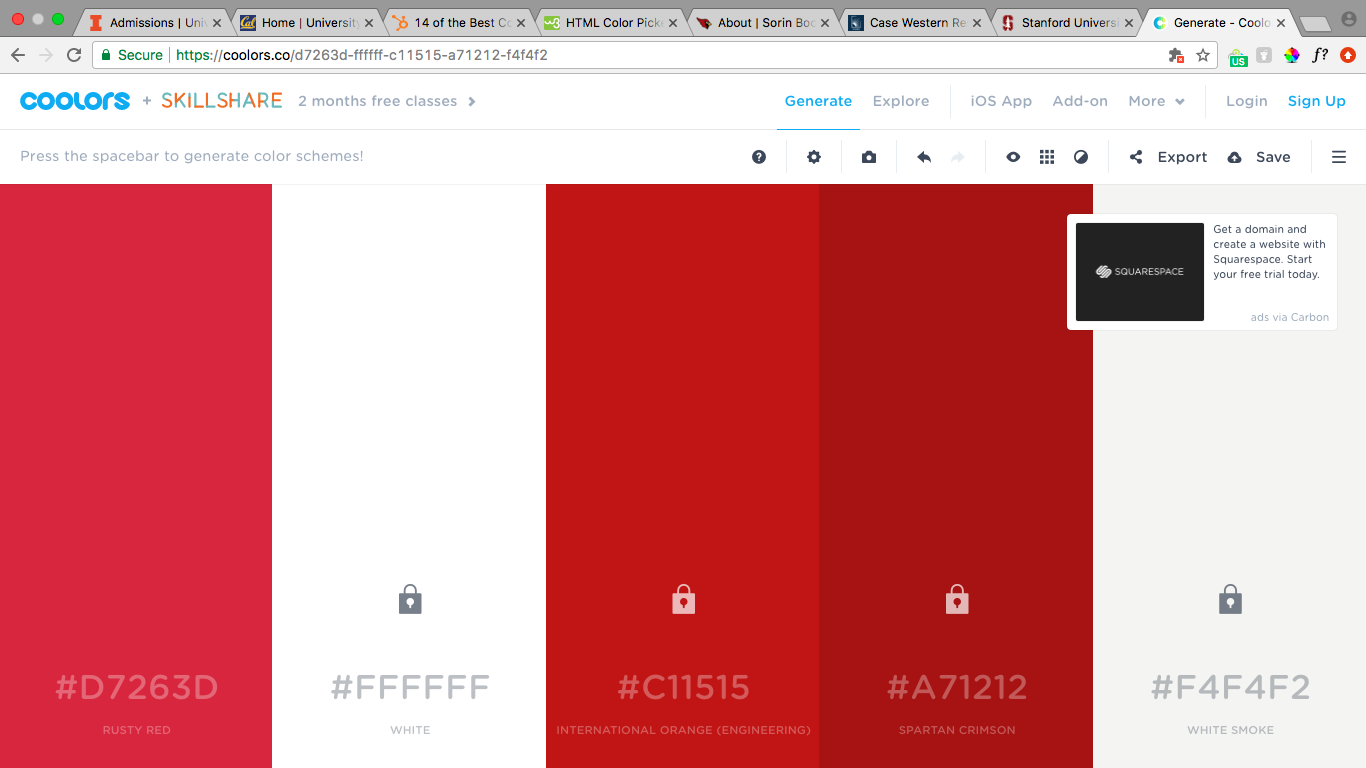 Admissions | Univ
Home | University
14 of the Best Co
HTML Color Picke
About | Sorin Boo
Case Western Re
Stanford Universi
Generate - Coolo
Secure
https://coolors.co/d7263d-ffffff-c11515-a71212-f4f4f2
US
f?
coolors + SKILLSHARE 2 months free classes
Generate Explore iOS App Add-on More Login Sign Up
Press the spacebar to generate color schemes!
Export Save
Get a domain and
create a website with
Squarespace. Start
your free trial today.
SQUARESPACE
ads via Carbon
#D7263D
RUSTY RED
#FFFFFF
WHITE
#C11515
INTERNATIONAL ORANGE (ENGINEERING)
#A71212
SPARTAN CRIMSON
#F4F4F2
WHITE SMOKE